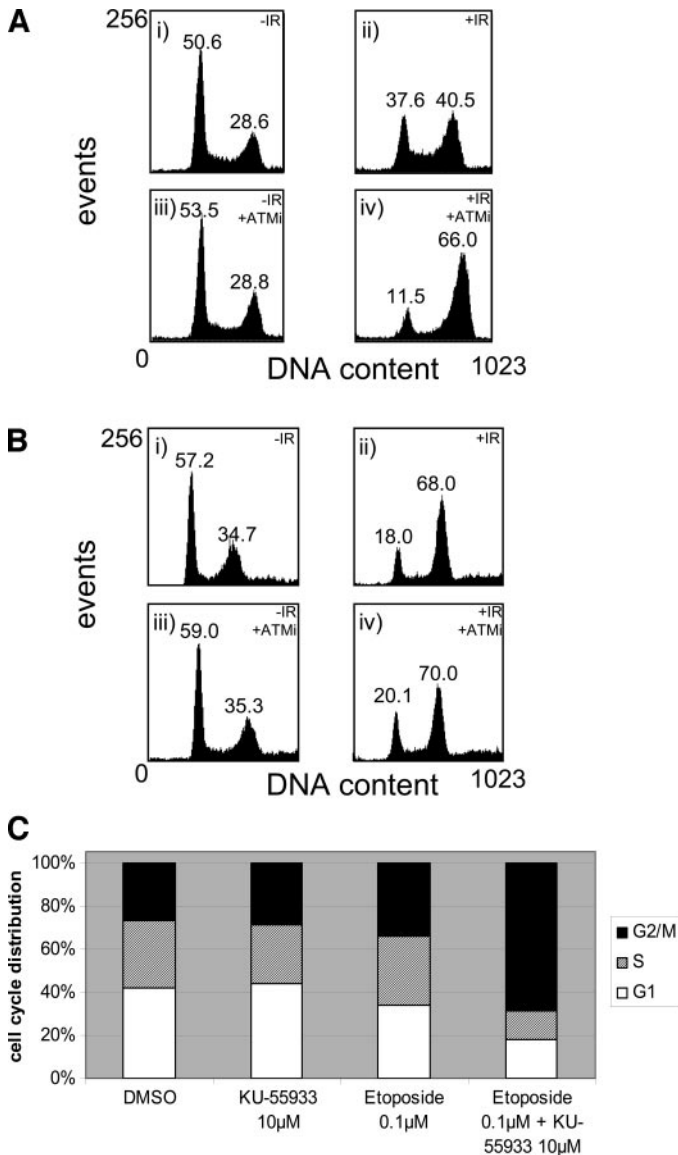 A
256
i)
-IR
50.6
28.6
ii)
+IR
37.6 40.5
events
iii)
-IR
+ATMi
53.5
28.8
iv)
+IR
+ATMi
66.0
11.5
0
DNA content
1023
B
256
i)
-IR
57.2
34.7
ii)
+IR
68.0
18.0
events
iii)
-IR
+ATMi
59.0
35.3
iv)
+IR
+ATMi
70.0
20.1
0
DNA content
1023
C
cell cycle distribution
100%
80%
60%
40%
20%
0%
DMSO
KU-55933
10µM
Etoposide
0.1µM
Etoposide
0.1µM + KU-
55933 10µM
G2/M
S
G1